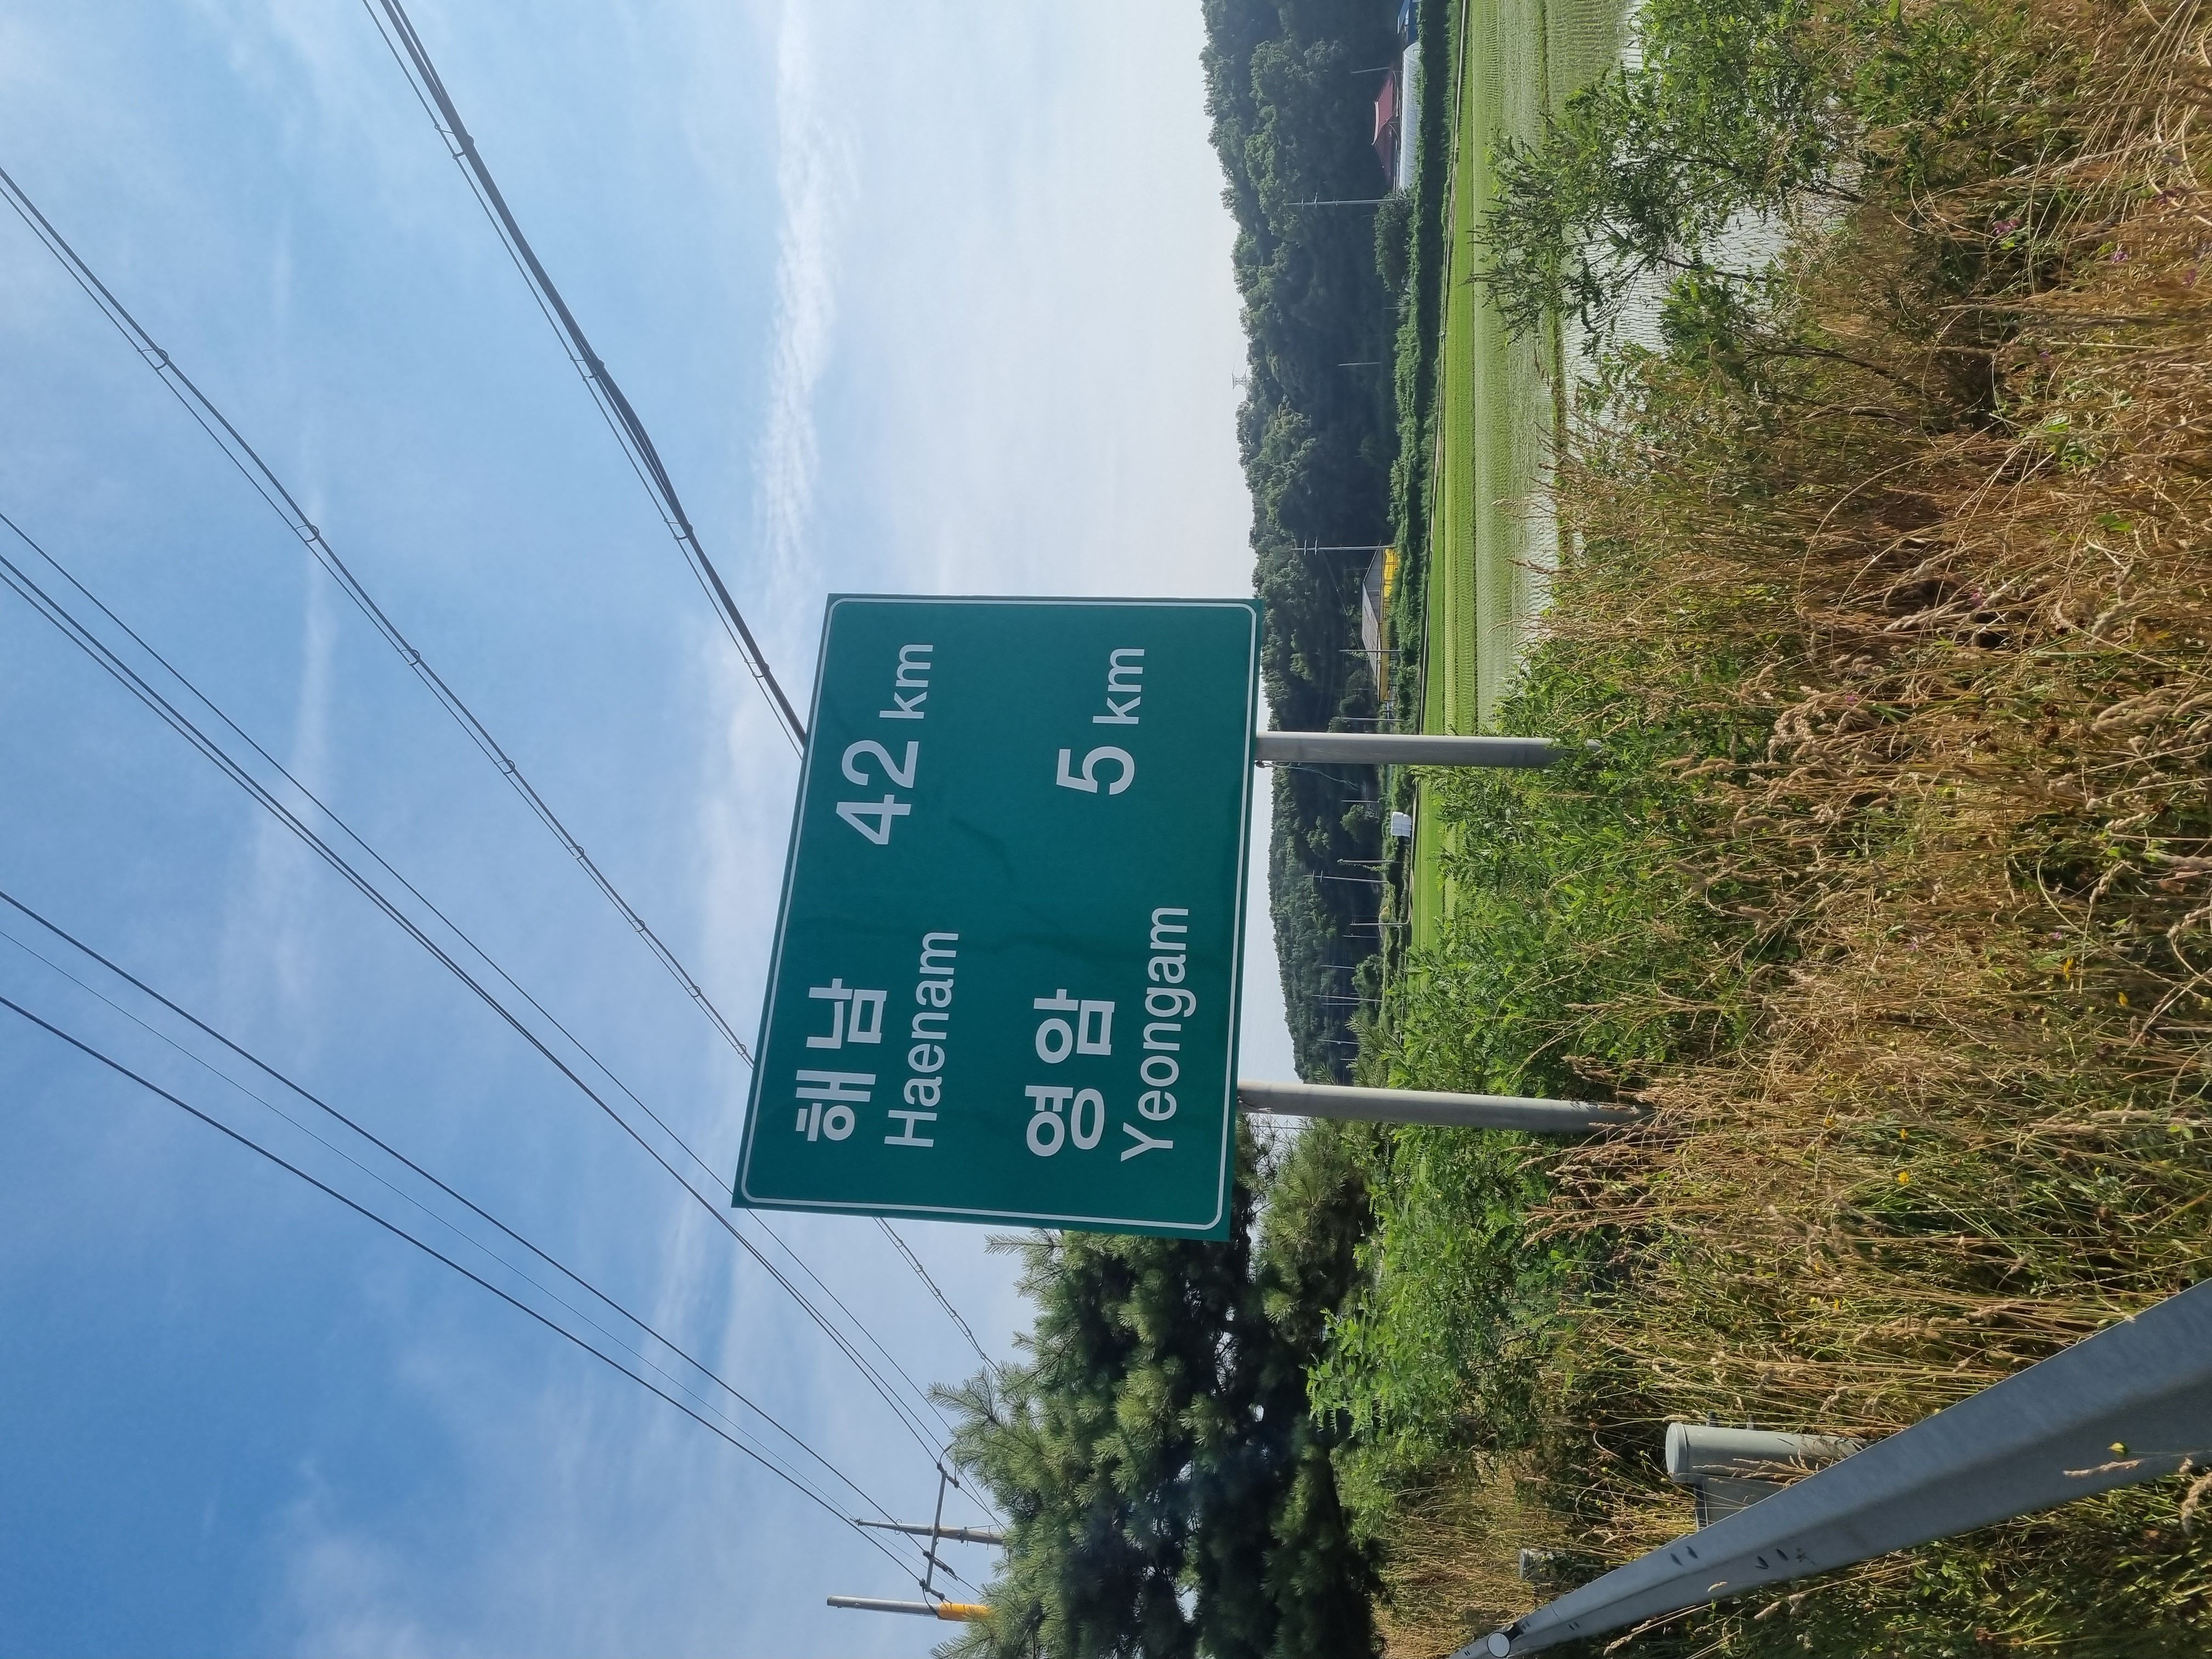 해남 42 km
Haenam
영암 5 km
Yeongam